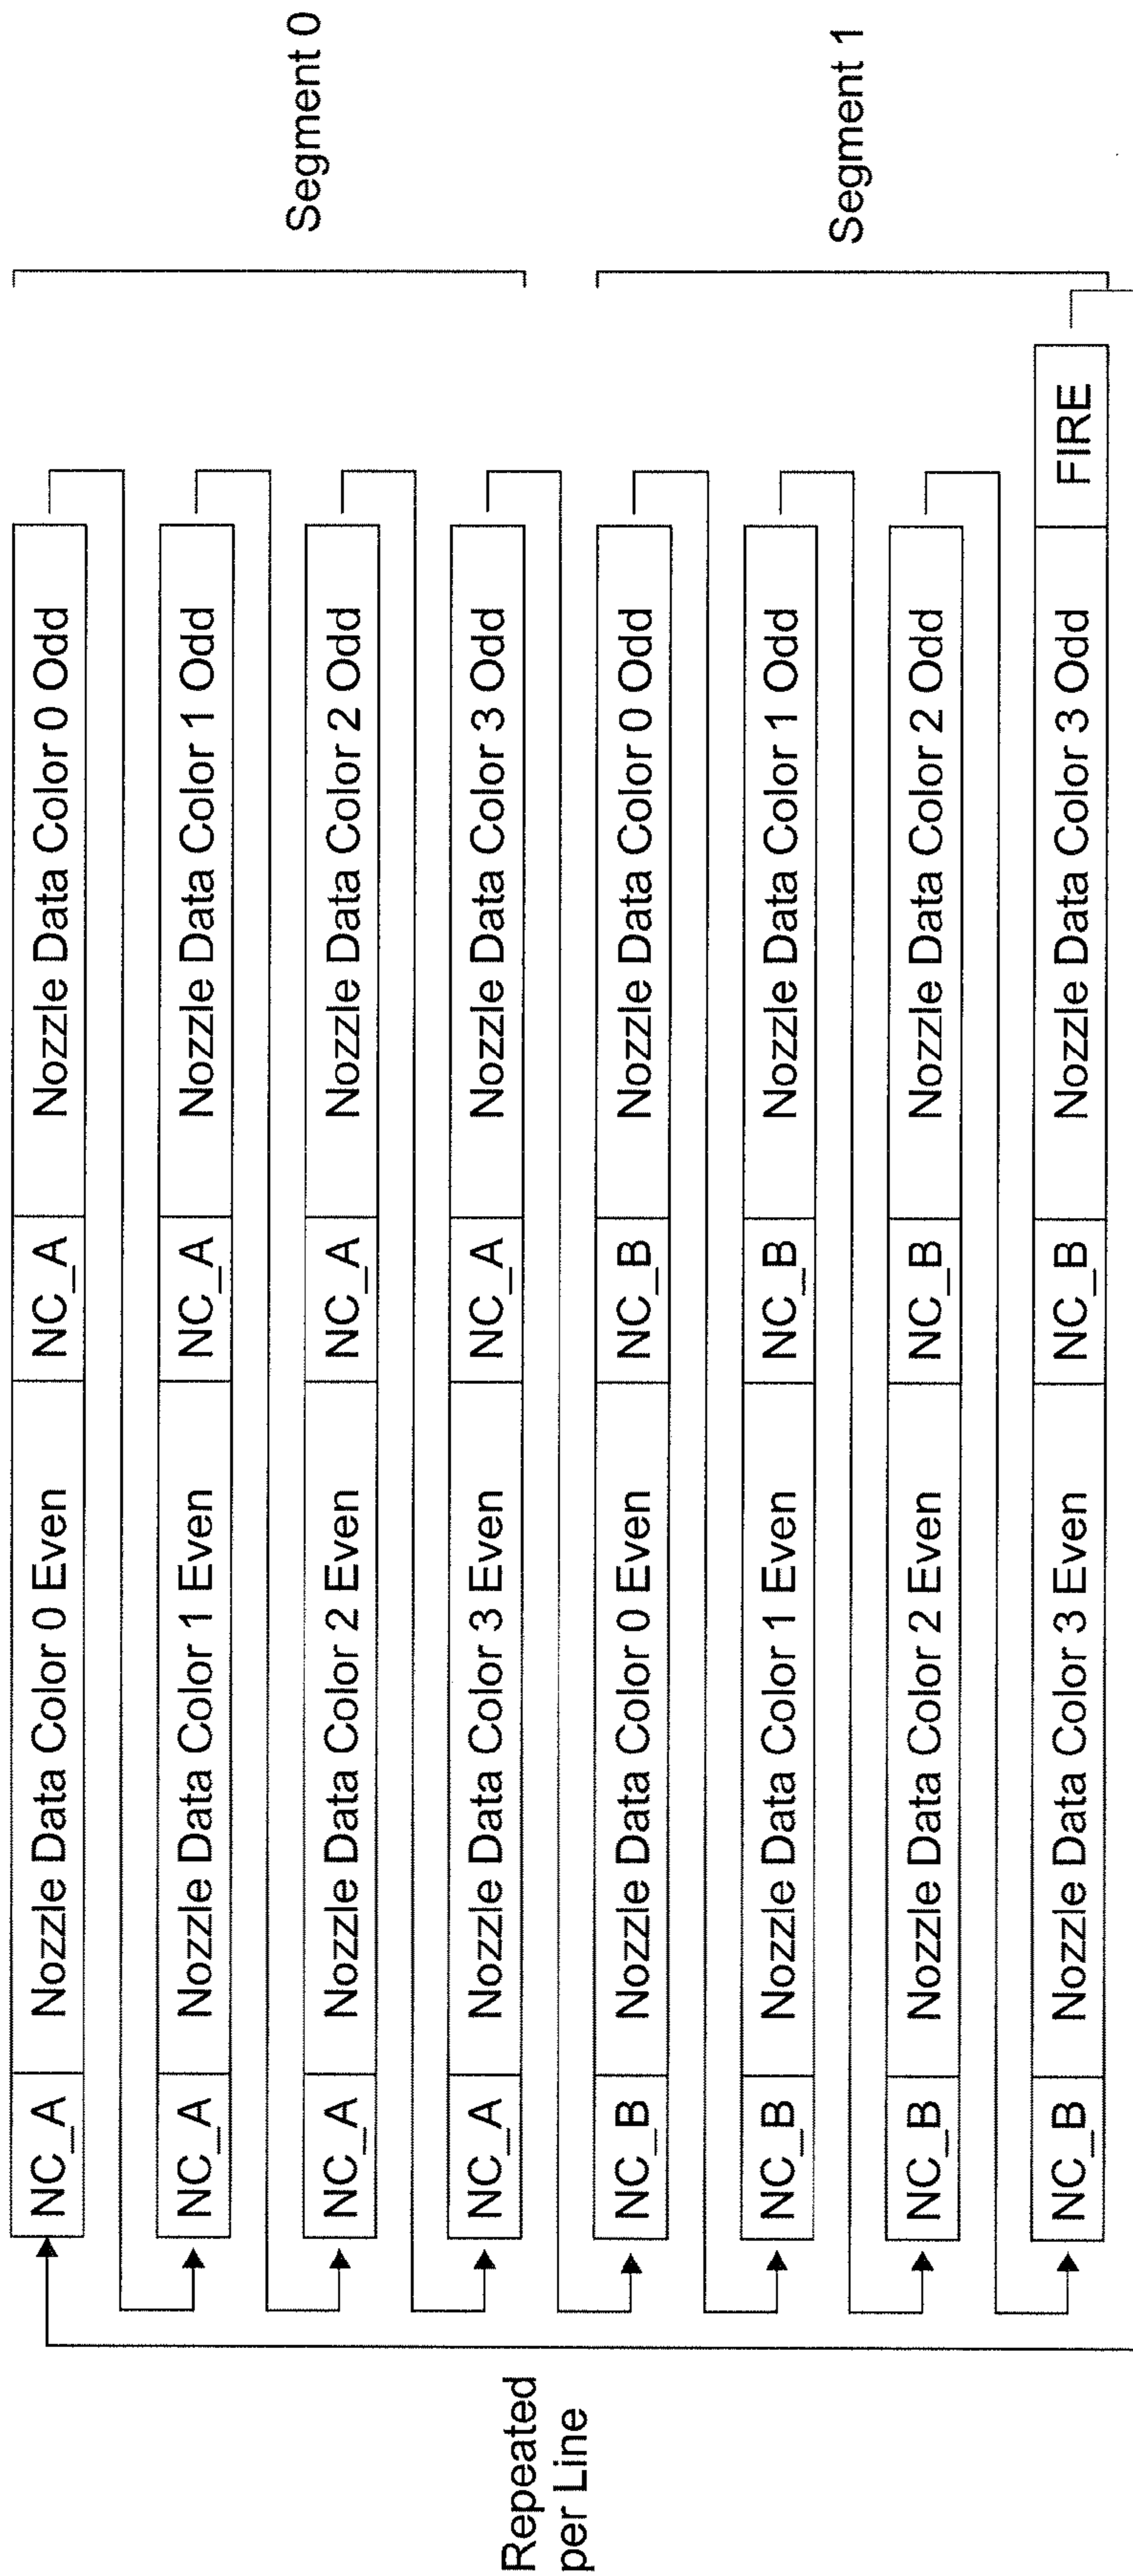 NC_A Nozzle Data Color 0 Even NC_A Nozzle Data Color 0 Odd
NC_A Nozzle Data Color 1 Even NC_A Nozzle Data Color 1 Odd
NC_A Nozzle Data Color 2 Even NC_A Nozzle Data Color 2 Odd
NC_A Nozzle Data Color 3 Even NC_A Nozzle Data Color 3 Odd
Segment 0
NC_B Nozzle Data Color 0 Even NC_B Nozzle Data Color 0 Odd
NC_B Nozzle Data Color 1 Even NC_B Nozzle Data Color 1 Odd
NC_B Nozzle Data Color 2 Even NC_B Nozzle Data Color 2 Odd
NC_B Nozzle Data Color 3 Even NC_B Nozzle Data Color 3 Odd FIRE
Segment 1
Repeated
per Line